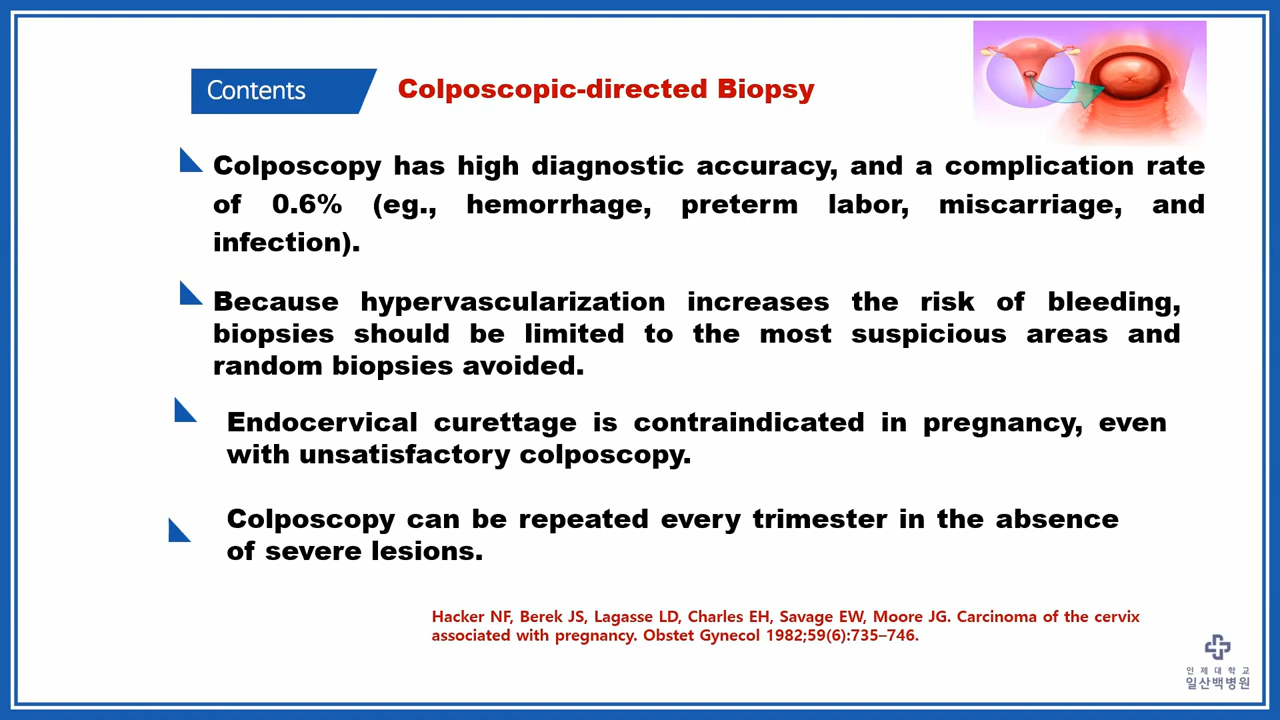 Contents
Colposcopic-directed Biopsy
Colposcopy has high diagnostic accuracy, and a complication rate
of 0.6% (eg., hemorrhage, preterm labor, miscarriage, and
infection).
Because hypervascularization increases the risk of bleeding,
biopsies should be limited to the most suspicious areas and
random biopsies avoided.
Endocervical curettage is contraindicated in pregnancy, even
with unsatisfactory colposcopy.
Colposcopy can be repeated every trimester in the absence
of severe lesions.
Hacker NF, Berek JS, Lagasse LD, Charles EH, Savage EW, Moore JG. Carcinoma of the cervix
associated with pregnancy. Obstet Gynecol 1982;59(6):735–746.
인제대학교
일산백병원